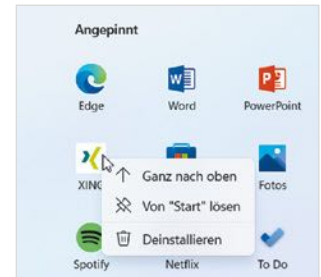 Angepinnt
Edge
Word
PowerPoint
XING
Ganz nach oben
Fotos
Von "Start" lösen
Deinstallieren
Spotify
Netflix
To Do